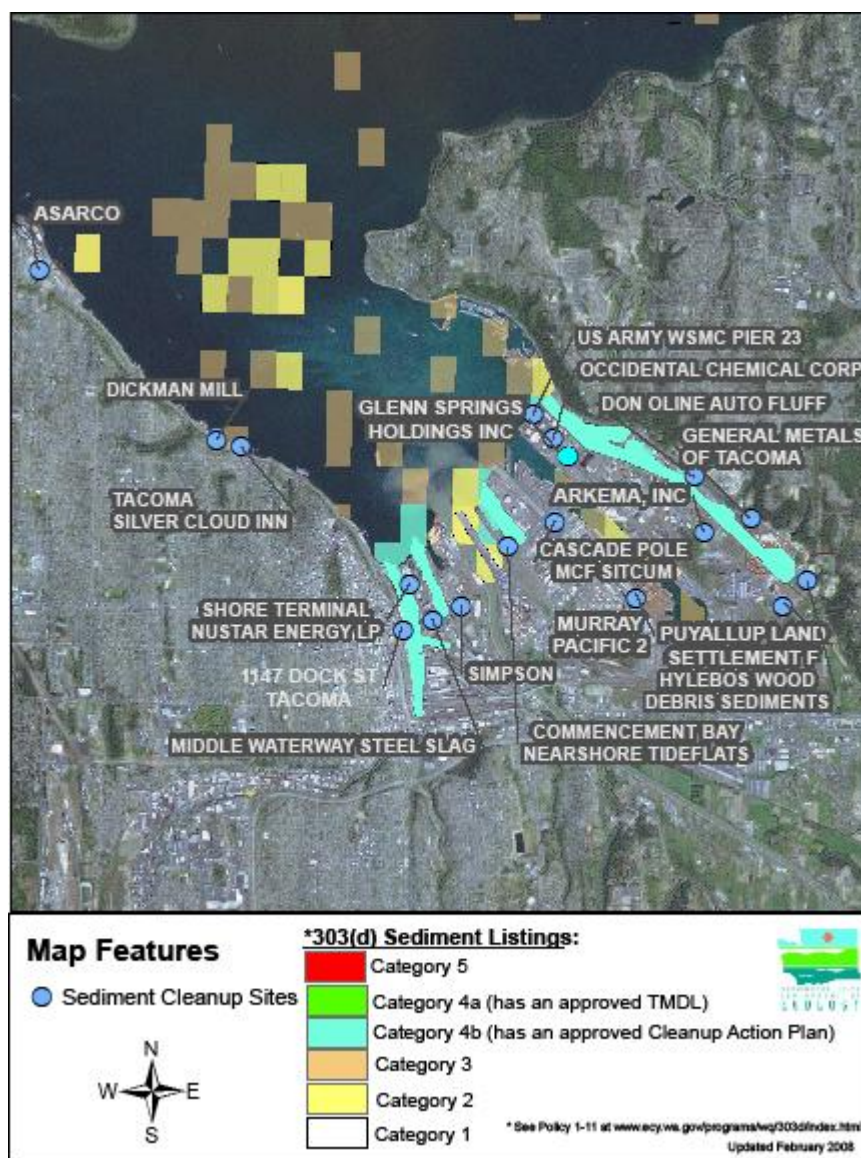 ASARCO
US ARMY WSMC PIER 23
OCCIDENTAL CHEMICAL CORP
DICKMAN MILL
GLENN SPRINGS
HOLDINGS INC
DON OLINE AUTO FLUFF
GENERAL METALS
OF TACOMA
TACOMA
SILVER CLOUD INN
ARKEMA, INC
CASCADE POLE
MCF SITCUM
SHORE TERMINAL
NUSTAR ENERGY LP
MURRAY
PACIFIC 2
PUYALLUP LAND
SETTLEMENT F
HYLEBOS WOOD
DEBRIS SEDIMENTS
1147 DOCK ST
TACOMA
SIMPSON
MIDDLE WATERWAY STEEL SLAG
COMMENCEMENT BAY
NEARSHORE TIDEFLATS
Map Features
Sediment Cleanup Sites
N
W E
S
*303(d) Sediment Listings:
Category 5
Category 4a (has an approved TMDL)
Category 4b (has an approved Cleanup Action Plan)
Category 3
Category 2
Category 1
ECOLOGY
* See Policy 1-11 at www.ecy.wa.gov/programs/wq/303d/index.html
Updated February 2008